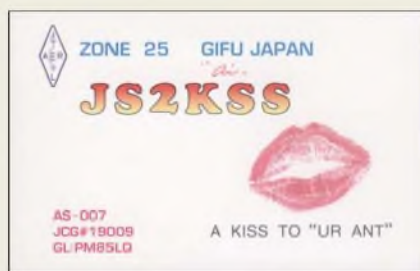 ZONE 25 GIFU JAPAN
JS2KSS
AS-007
JCG#19009
GL:PM85LQ
A KISS TO "UR ANT"